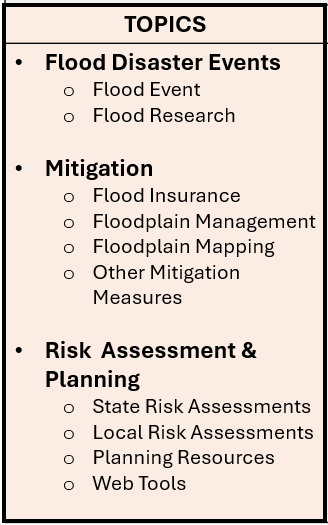 TOPICS
• Flood Disaster Events
o Flood Event
o Flood Research
• Mitigation
o Flood Insurance
o Floodplain Management
o Floodplain Mapping
o Other Mitigation
Measures
• Risk Assessment &
Planning
o State Risk Assessments
o Local Risk Assessments
o Planning Resources
o Web Tools